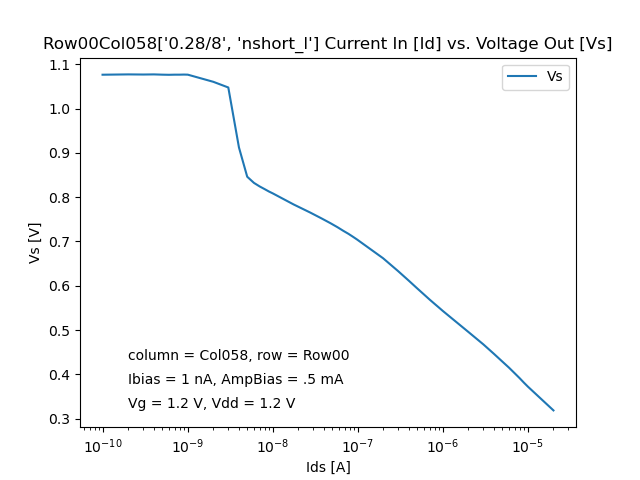 Row00Col058['0.28/8', 'nshort_l'] Current In [Id] vs. Voltage Out [Vs]
Vs
1.1
1.0
0.9
0.8
0.7
0.6
0.5
0.4
0.3
Vs [V]
column = Col058, row = Row00
Ibias = 1 nA, AmpBias = .5 mA
Vg = 1.2 V, Vdd = 1.2 V
10⁻¹⁰ 10⁻⁹ 10⁻⁸ 10⁻⁷ 10⁻⁶ 10⁻⁵
Ids [A]